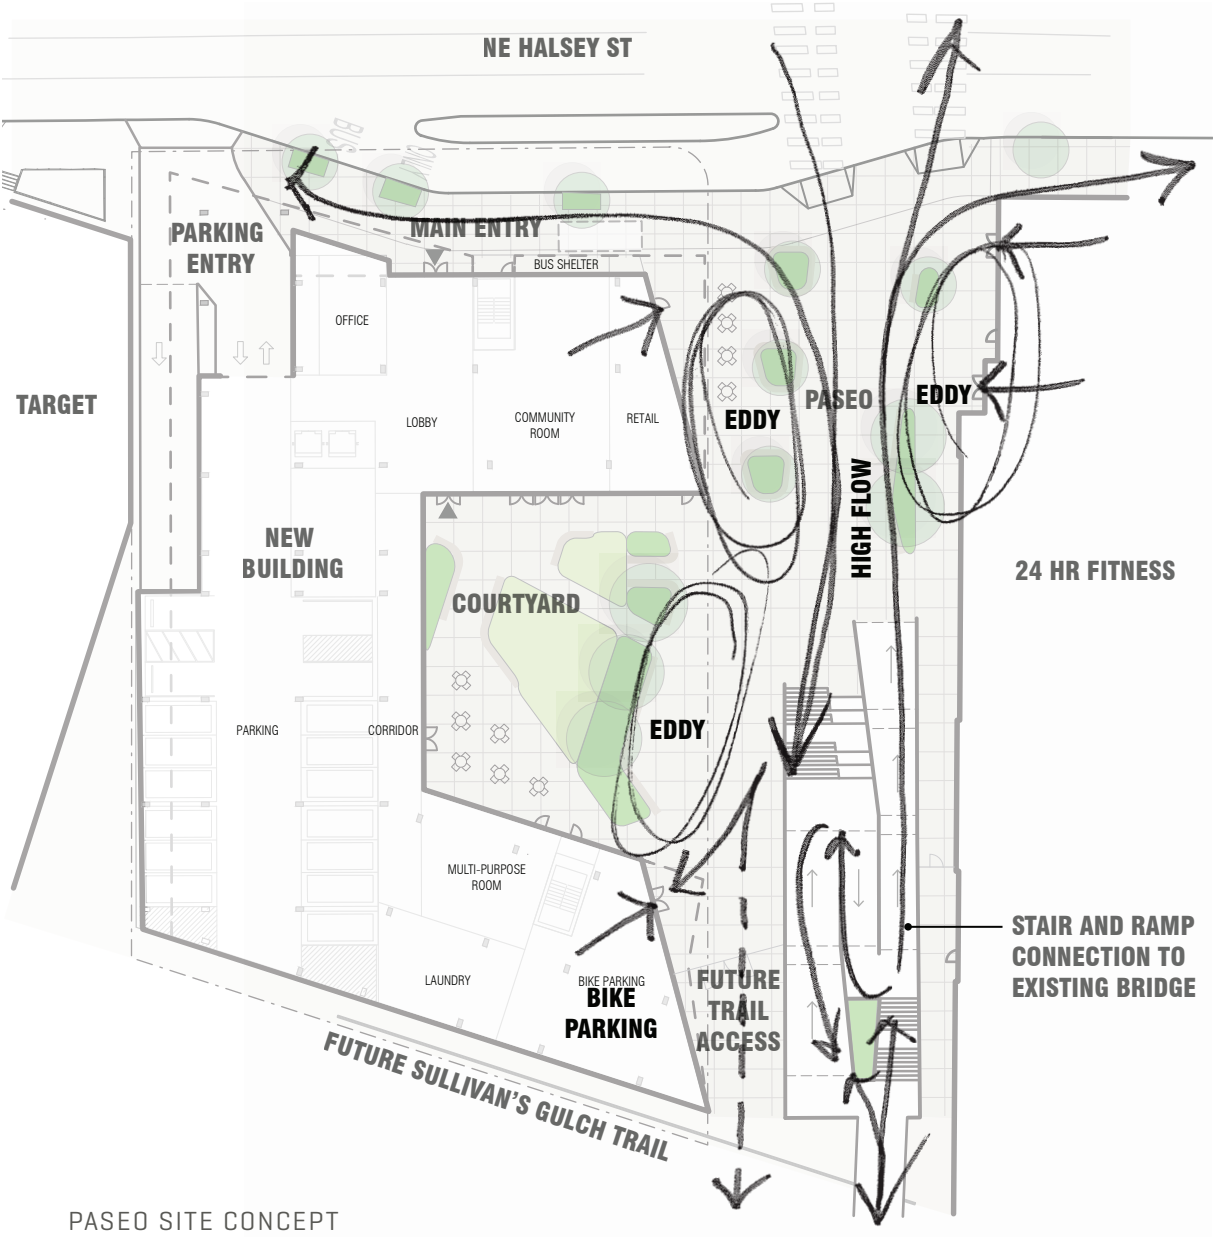 NE HALSEY ST
BUS
ONLY
MAIN ENTRY
PARKING
ENTRY
BUS SHELTER
OFFICE
TARGET
LOBBY
COMMUNITY
ROOM
RETAIL
EDDY
PASEO
EDDY
HIGH FLOW
NEW
BUILDING
COURTYARD
24 HR FITNESS
EDDY
PARKING
CORRIDOR
MULTI-PURPOSE
ROOM
LAUNDRY
BIKE PARKING
BIKE
PARKING
FUTURE
TRAIL
ACCESS
STAIR AND RAMP
CONNECTION TO
EXISTING BRIDGE
FUTURE SULLIVAN'S GULCH TRAIL
PASEO SITE CONCEPT